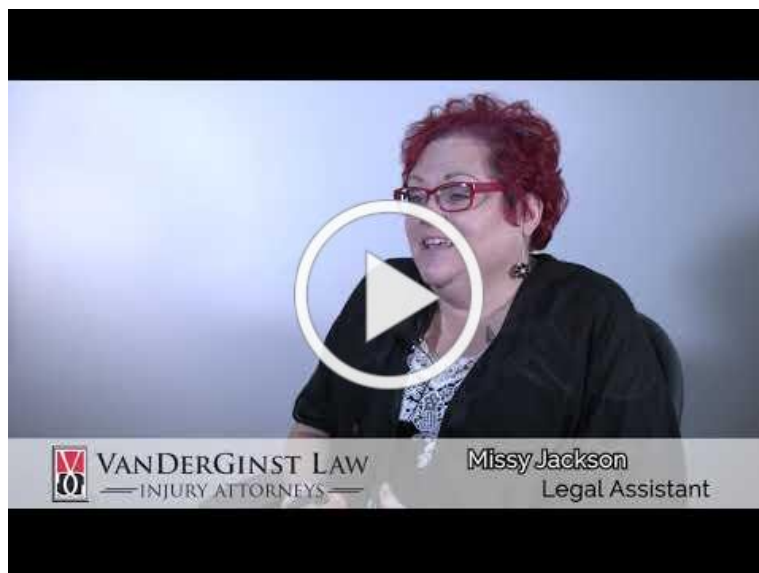 VANDERGINST LAW
INJURY ATTORNEYS
Missy Jackson
Legal Assistant